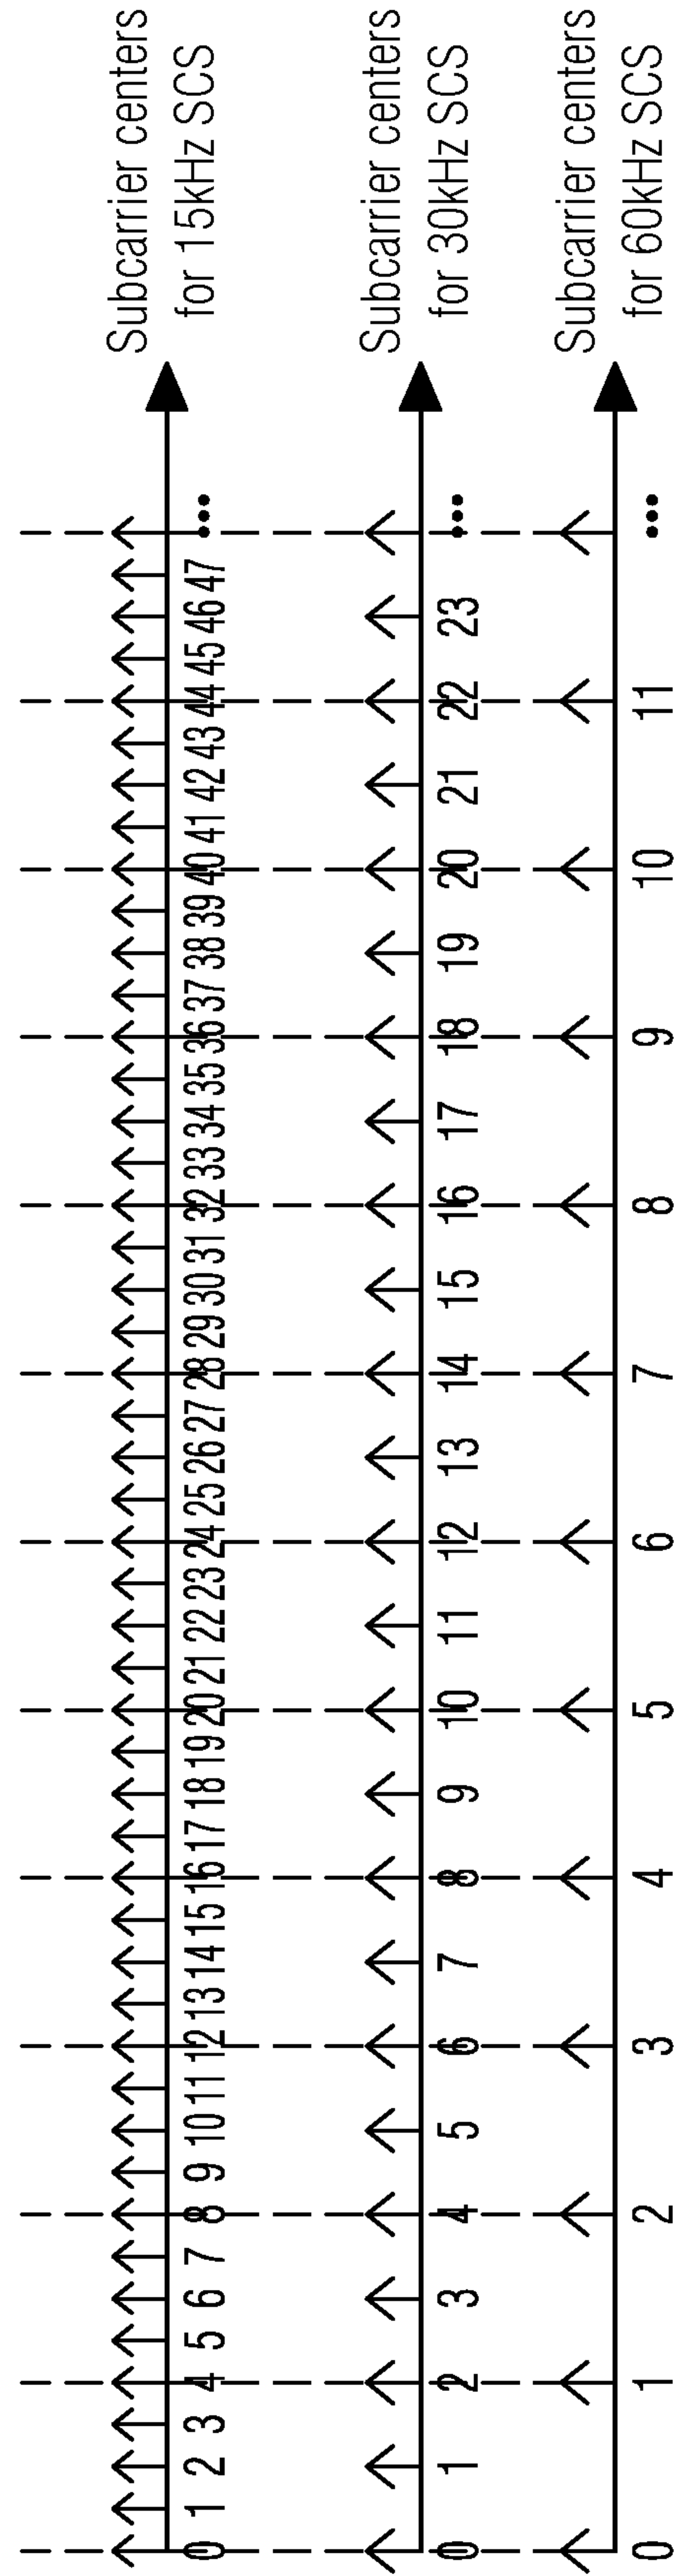 0 1 2 3 4 5 6 7 8 9 10 11 12 13 14 15 16 17 18 19 20 21 22 23 24 25 26 27 28 29 30 31 32 33 34 35 36 37 38 39 40 41 42 43 44 45 46 47 ...
Subcarrier centers
for 15kHz SCS
0 1 2 3 4 5 6 7 8 9 10 11 12 13 14 15 16 17 18 19 20 21 22 23 ...
Subcarrier centers
for 30kHz SCS
0 1 2 3 4 5 6 7 8 9 10 11 ...
Subcarrier centers
for 60kHz SCS